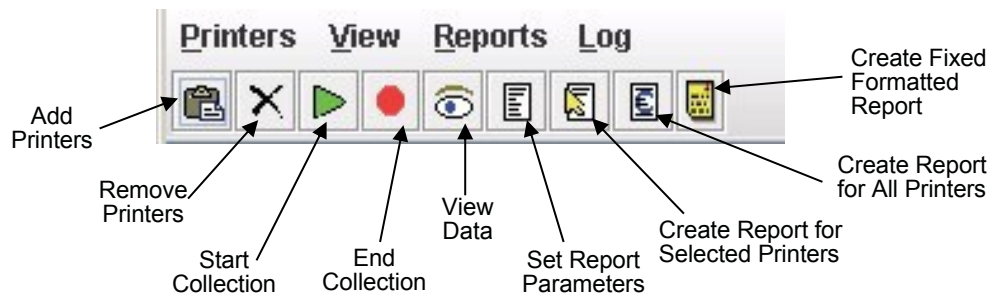 Printers View Reports Log
Create Fixed
Formatted
Report
Add
Printers
Create Report
for All Printers
Remove
Printers
View
Data
Create Report for
Selected Printers
Start
Collection
End
Collection
Set Report
Parameters